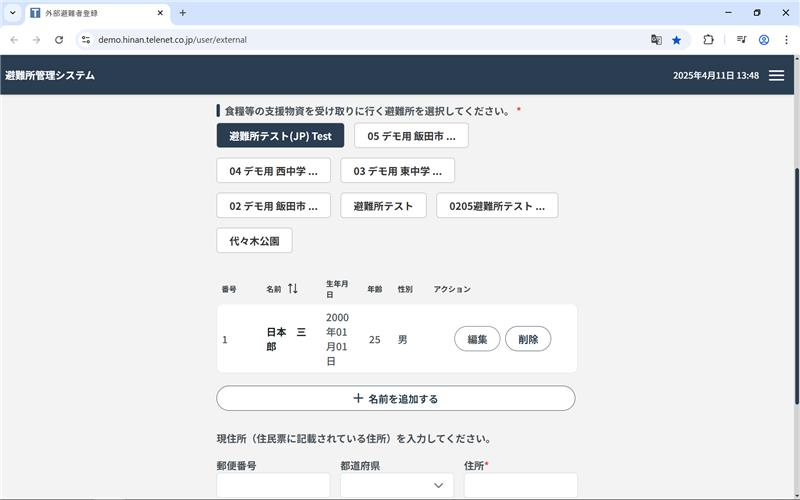 外部避難者登録
demo.hinan.telenet.co.jp/user/external
避難所管理システム
2025年4月11日 13:48
食糧等の支援物資を受け取りに行く避難所を選択してください。*
避難所テスト(JP) Test
05 デモ用 飯田市 ...
04 デモ用 西中学 ...
03 デモ用 東中学 ...
02 デモ用 飯田市 ...
避難所テスト
0205避難所テスト ...
代々木公園
番号
名前
生年月
日
年齢
性別
アクション
1
日本 三
郎
2000
年01
月01
日
25
男
編集
削除
+ 名前を追加する
現住所（住民票に記載されている住所）を入力してください。
郵便番号
都道府県
住所*